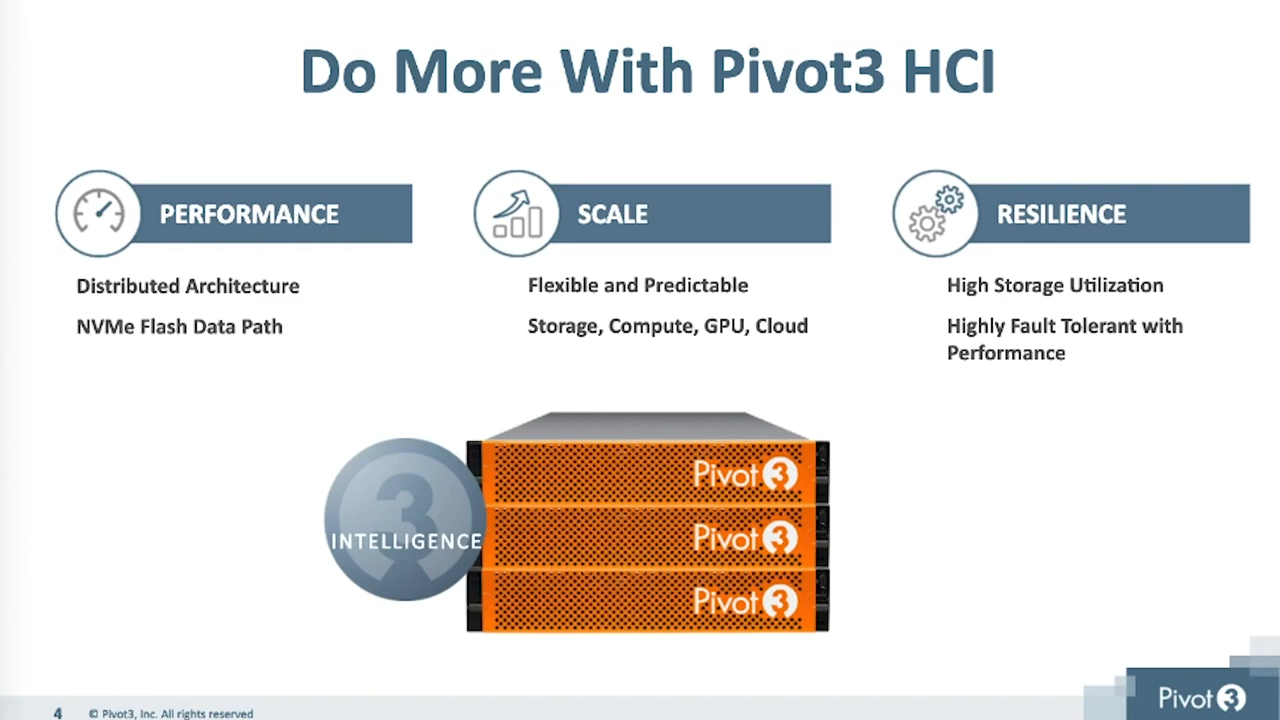 Do More With Pivot3 HCI
PERFORMANCE
Distributed Architecture
NVMe Flash Data Path
SCALE
Flexible and Predictable
Storage, Compute, GPU, Cloud
RESILIENCE
High Storage Utilization
Highly Fault Tolerant with
Performance
3
INTELLIGENCE
Pivot3
Pivot3
Pivot3
4
© Pivot3, Inc. All rights reserved
Pivot3